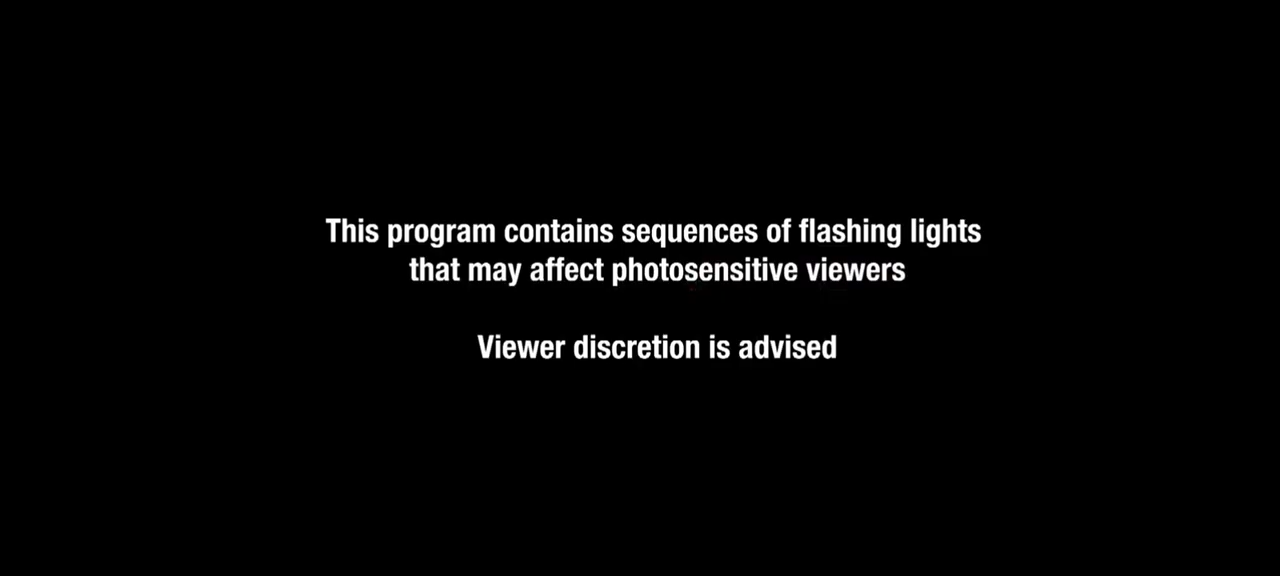 This program contains sequences of flashing lights
that may affect photosensitive viewers
Viewer discretion is advised